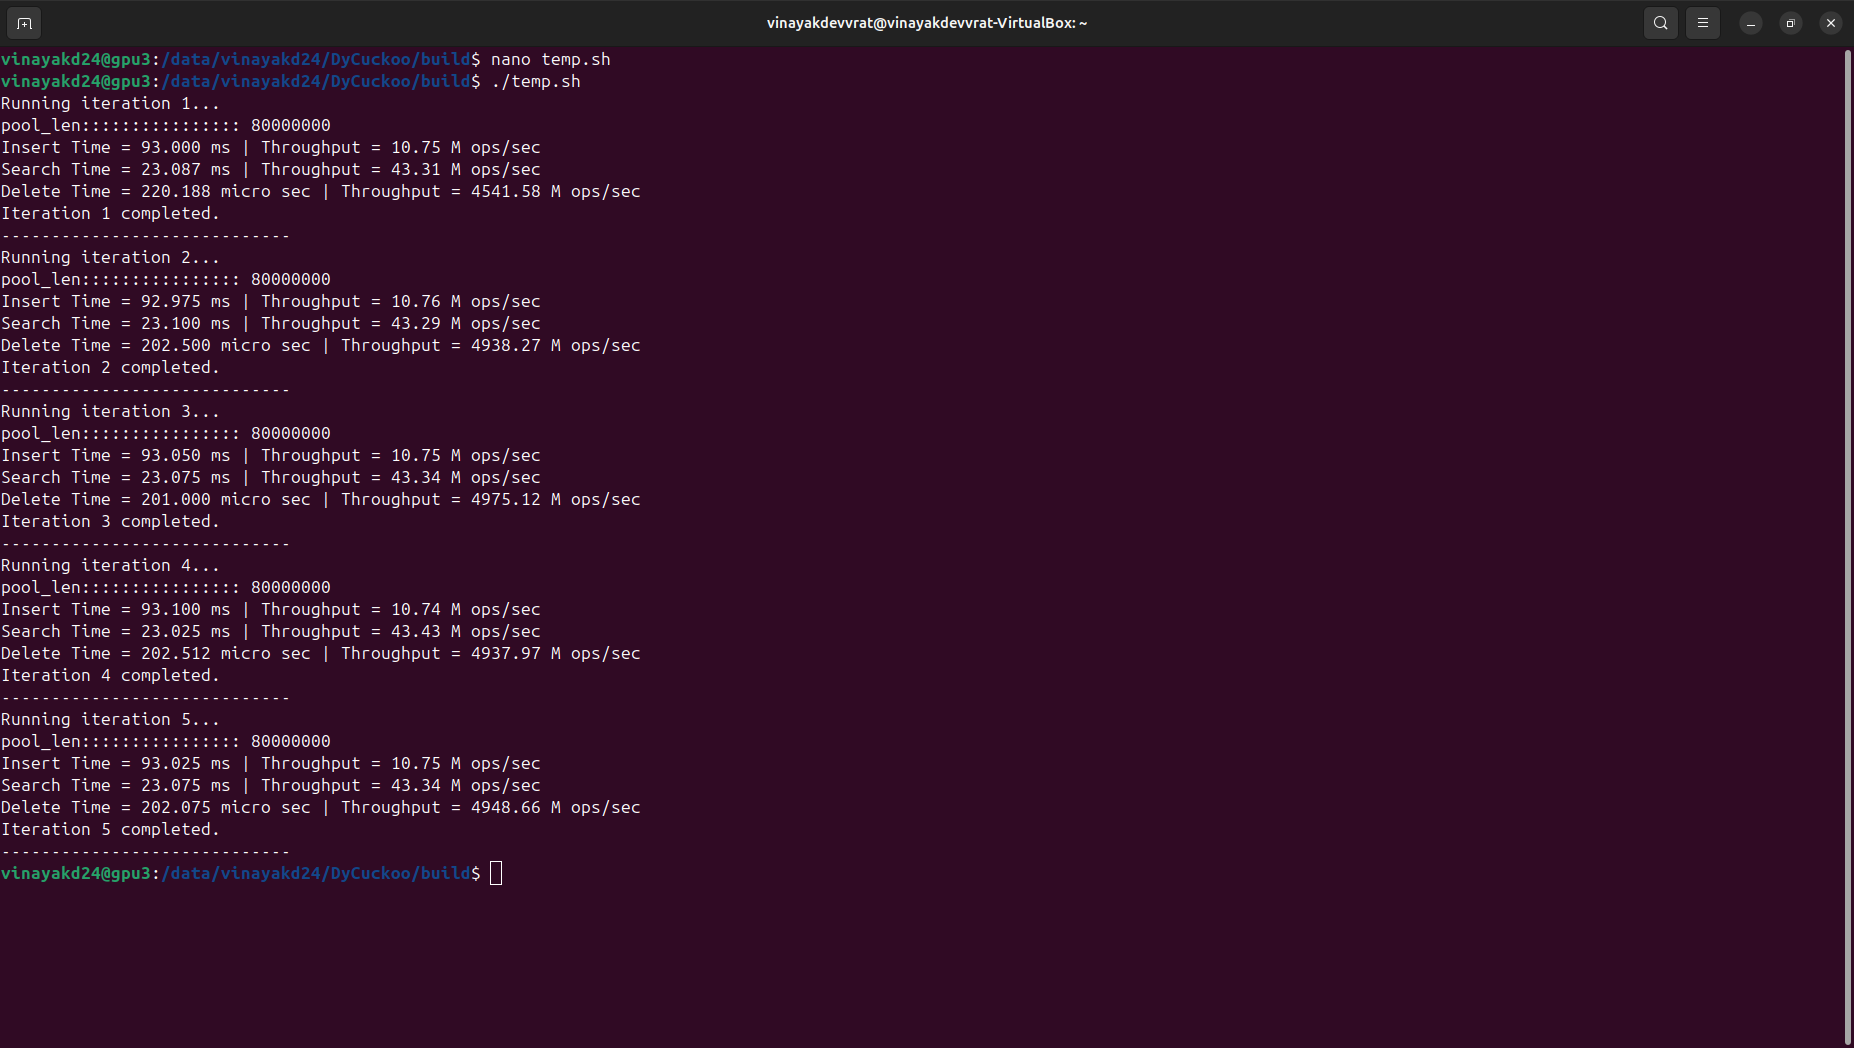 vinayakdevvrat@vinayakdevvrat-VirtualBox: ~
vinayakd24@gpu3:/data/vinayakd24/DyCuckoo/build$ nano temp.sh
vinayakd24@gpu3:/data/vinayakd24/DyCuckoo/build$ ./temp.sh
Running iteration 1...
pool_len:::::::::::::::: 80000000
Insert Time = 93.000 ms | Throughput = 10.75 M ops/sec
Search Time = 23.087 ms | Throughput = 43.31 M ops/sec
Delete Time = 220.188 micro sec | Throughput = 4541.58 M ops/sec
Iteration 1 completed.
-----------------------------
Running iteration 2...
pool_len:::::::::::::::: 80000000
Insert Time = 92.975 ms | Throughput = 10.76 M ops/sec
Search Time = 23.100 ms | Throughput = 43.29 M ops/sec
Delete Time = 202.500 micro sec | Throughput = 4938.27 M ops/sec
Iteration 2 completed.
-----------------------------
Running iteration 3...
pool_len:::::::::::::::: 80000000
Insert Time = 93.050 ms | Throughput = 10.75 M ops/sec
Search Time = 23.075 ms | Throughput = 43.34 M ops/sec
Delete Time = 201.000 micro sec | Throughput = 4975.12 M ops/sec
Iteration 3 completed.
-----------------------------
Running iteration 4...
pool_len:::::::::::::::: 80000000
Insert Time = 93.100 ms | Throughput = 10.74 M ops/sec
Search Time = 23.025 ms | Throughput = 43.43 M ops/sec
Delete Time = 202.512 micro sec | Throughput = 4937.97 M ops/sec
Iteration 4 completed.
-----------------------------
Running iteration 5...
pool_len:::::::::::::::: 80000000
Insert Time = 93.025 ms | Throughput = 10.75 M ops/sec
Search Time = 23.075 ms | Throughput = 43.34 M ops/sec
Delete Time = 202.075 micro sec | Throughput = 4948.66 M ops/sec
Iteration 5 completed.
-----------------------------
vinayakd24@gpu3:/data/vinayakd24/DyCuckoo/build$